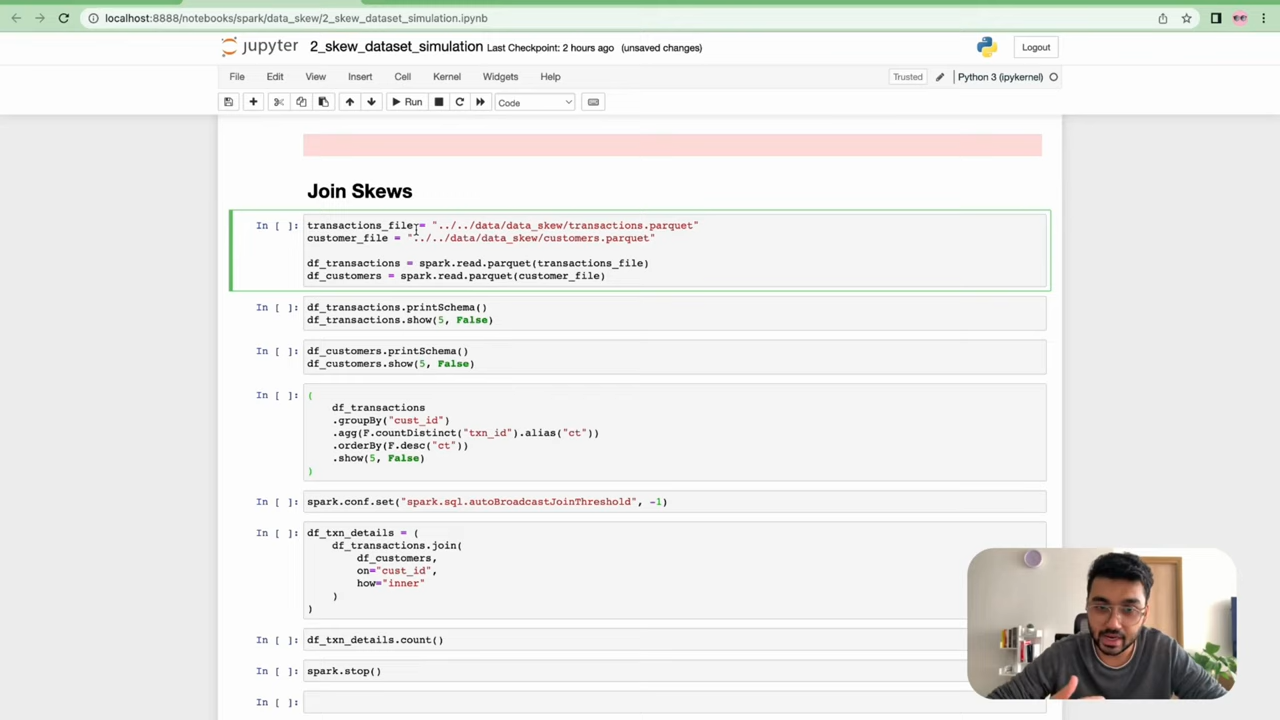 localhost:8888/notebooks/spark/data_skew/2_skew_dataset_simulation.ipynb
jupyter 2_skew_dataset_simulation Last Checkpoint: 2 hours ago (unsaved changes) Logout
File Edit View Insert Cell Kernel Widgets Help Trusted Python 3 (ipykernel)
Run Code
Join Skews
In [ ]: transactions_file = "../../data/data_skew/transactions.parquet"
customer_file = "../../data/data_skew/customers.parquet"
df_transactions = spark.read.parquet(transactions_file)
df_customers = spark.read.parquet(customer_file)
In [ ]: df_transactions.printSchema()
df_transactions.show(5, False)
In [ ]: df_customers.printSchema()
df_customers.show(5, False)
In [ ]: (
df_transactions
.groupBy("cust_id")
.agg(F.countDistinct("txn_id").alias("ct"))
.orderBy(F.desc("ct"))
.show(5, False)
)
In [ ]: spark.conf.set("spark.sql.autoBroadcastJoinThreshold", -1)
In [ ]: df_txn_details = (
df_transactions.join(
df_customers,
on="cust_id",
how="inner"
)
)
In [ ]: df_txn_details.count()
In [ ]: spark.stop()
In [ ]: